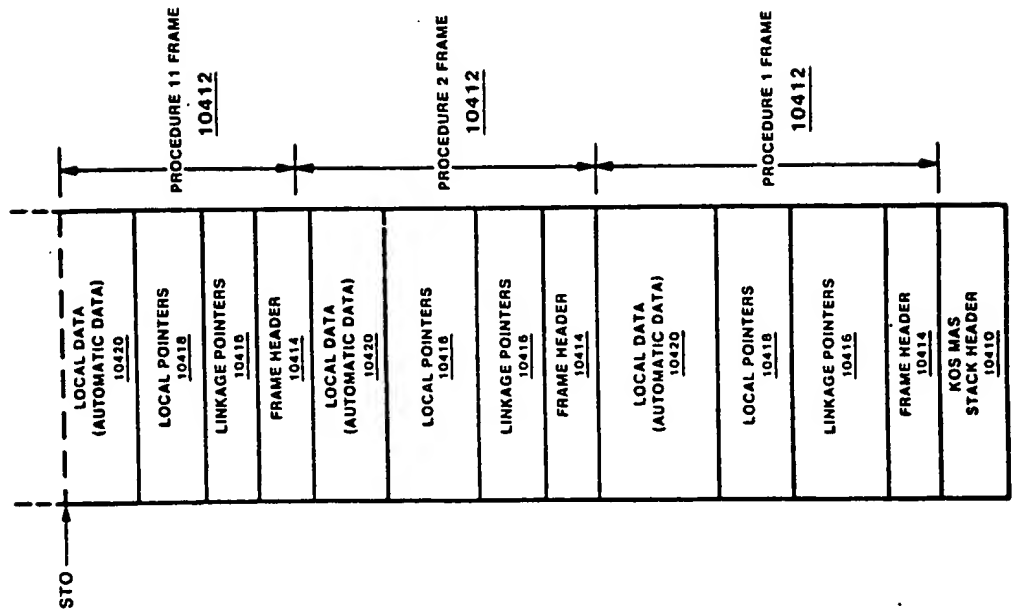 STO
LOCAL DATA
(AUTOMATIC DATA)
10420
LOCAL POINTERS
10418
LINKAGE POINTERS
10416
FRAME HEADER
10414
LOCAL DATA
(AUTOMATIC DATA)
10420
LOCAL POINTERS
10416
LINKAGE POINTERS
10416
FRAME HEADER
10414
LOCAL DATA
(AUTOMATIC DATA)
10420
LOCAL POINTERS
10418
LINKAGE POINTERS
10416
FRAME HEADER
10414
KOS MAS
STACK HEADER
10410
PROCEDURE 11 FRAME
10412
PROCEDURE 2 FRAME
10412
PROCEDURE 1 FRAME
10412